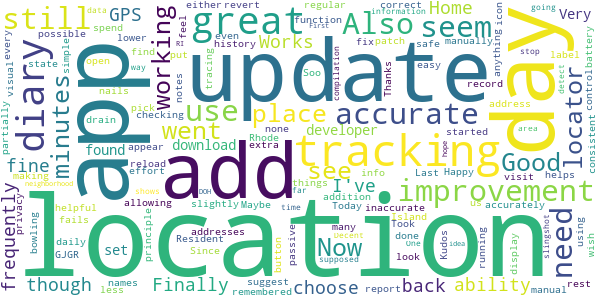 still
GPS
great
Also
seem
Home
Very
either
revert
regular
function
correct
First
data
spend
open
visual
every
possible
simple
lower
find
even
put
way
notes
state
RI
feel
Soo
history
tracing
Works
checking
manually
fix
patch
safe
easy
anything
Thanks
record
icon
going
label
stop
detect
battery
control
consistent
information
compilation
diary
app
working
update
day
locator
minutes
use
place
accurate
add
tracking
went
developer
address
area
hope
drain
appear
reload
effort
partially
nails
pick
found
download
none
extra
started
Rhode
info
Last
Happy
visit
helps
fine
making
neighborhood
see
Good
improvement
I've
allowing
addresses
slightly
addition
Today
things
far
inaccurate
Took
done
look
us
accurately
One
idea
running
slingshot
using
wish
need
frequently
privacy
shows
helpful
fails
bowling
daily
GJGR
DOH
Maybe
time
Island
many
Decent
Kudos
button
supposed
passive
report
display
manual
rest
location
Now
though
set
principle
names
less
Resident
Since
Finally
remembered
suggest
choose
back
ability